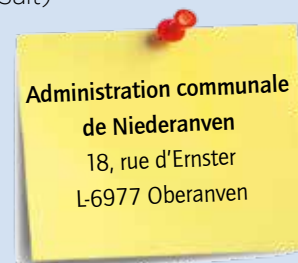 Administration communale
de Niederanven
18, rue d'Ernster
L-6977 Oberanven